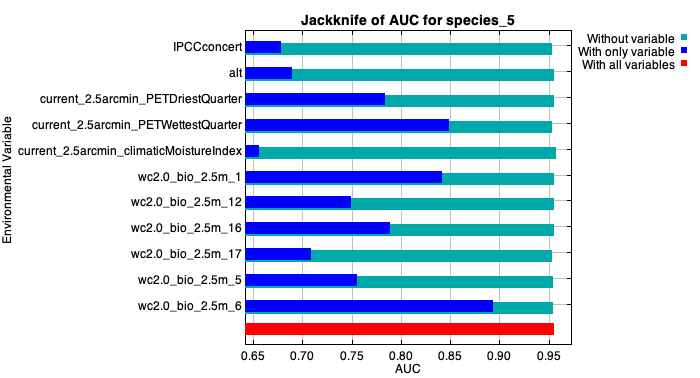 Jackknife of AUC for species_5
IPCCconcert
alt
current_2.5arcmin_PETDriestQuarter
current_2.5arcmin_PETWettestQuarter
current_2.5arcmin_climaticMoistureIndex
wc2.0_bio_2.5m_1
wc2.0_bio_2.5m_12
wc2.0_bio_2.5m_16
wc2.0_bio_2.5m_17
wc2.0_bio_2.5m_5
wc2.0_bio_2.5m_6
Environmental Variable
0.65 0.70 0.75 0.80 0.85 0.90 0.95
AUC
Without variable
With only variable
With all variables